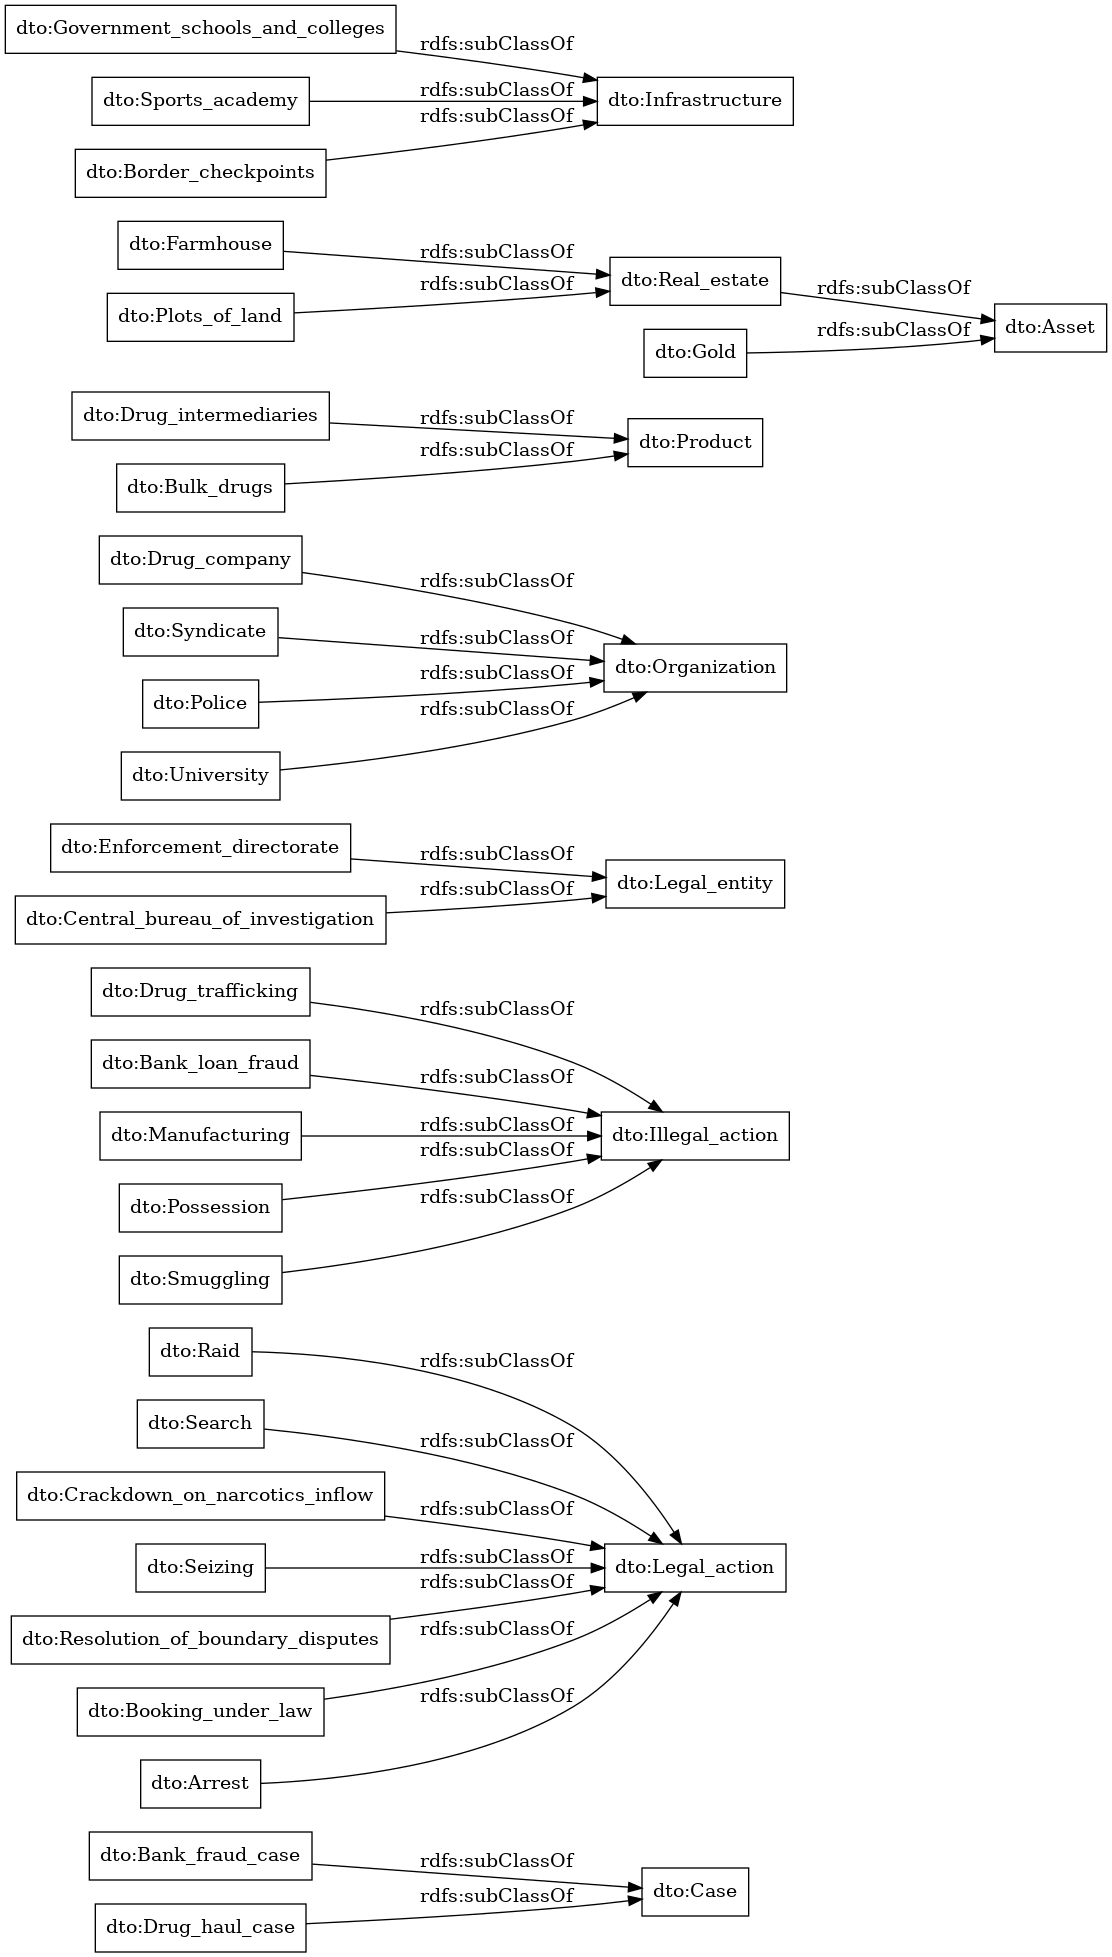 dto:Government_schools_and_colleges
rdfs:subClassOf
dto:Sports_academy
rdfs:subClassOf
dto:Infrastructure
rdfs:subClassOf
dto:Border_checkpoints
dto:Farmhouse
rdfs:subClassOf
dto:Real_estate
rdfs:subClassOf
dto:Plots_of_land
rdfs:subClassOf
dto:Asset
dto:Gold
rdfs:subClassOf
dto:Drug_intermediaries
rdfs:subClassOf
dto:Product
dto:Bulk_drugs
rdfs:subClassOf
dto:Drug_company
rdfs:subClassOf
dto:Syndicate
rdfs:subClassOf
dto:Organization
dto:Police
rdfs:subClassOf
dto:University
rdfs:subClassOf
dto:Enforcement_directorate
rdfs:subClassOf
dto:Legal_entity
dto:Central_bureau_of_investigation
rdfs:subClassOf
dto:Drug_trafficking
rdfs:subClassOf
dto:Bank_loan_fraud
rdfs:subClassOf
dto:Manufacturing
rdfs:subClassOf
dto:Illegal_action
rdfs:subClassOf
dto:Possession
rdfs:subClassOf
dto:Smuggling
dto:Raid
rdfs:subClassOf
dto:Search
rdfs:subClassOf
dto:Crackdown_on_narcotics_inflow
rdfs:subClassOf
dto:Seizing
rdfs:subClassOf
dto:Legal_action
rdfs:subClassOf
dto:Resolution_of_boundary_disputes
rdfs:subClassOf
dto:Booking_under_law
rdfs:subClassOf
dto:Arrest
dto:Bank_fraud_case
rdfs:subClassOf
dto:Case
dto:Drug_haul_case
rdfs:subClassOf